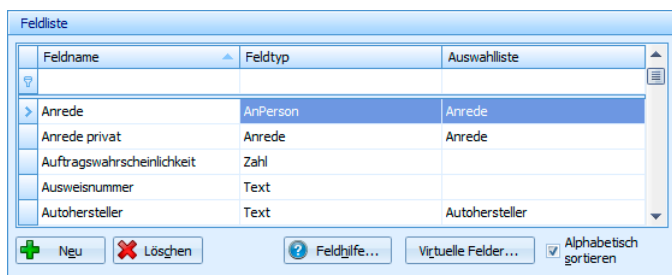 Feldliste
Feldname Feldtyp Auswahlliste
Anrede AnPerson Anrede
Anrede privat Anrede Anrede
Auftragswahrscheinlichkeit Zahl
Ausweisnummer Text
Autohersteller Text Autohersteller
Neu Löschen Feldhilfe... Virtuelle Felder... Alphabetisch
sortieren